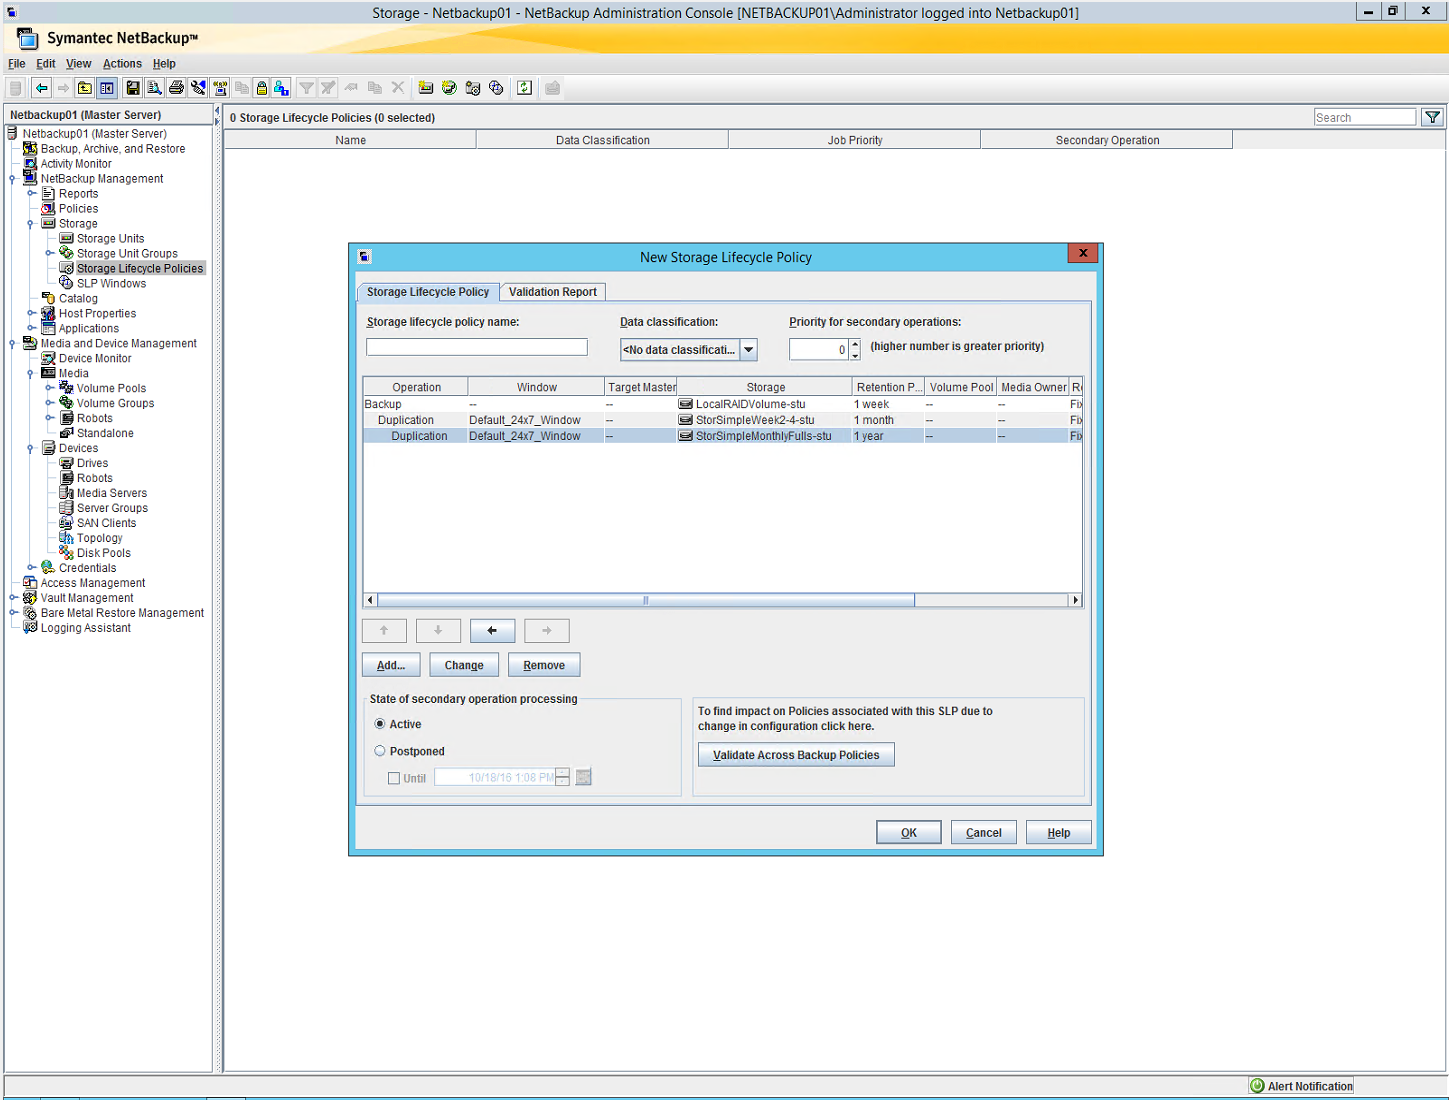 Storage - Netbackup01 - NetBackup Administration Console [NETBACKUP01\Administrator logged into Netbackup01]
Symantec NetBackup™
File Edit View Actions Help
Netbackup01 (Master Server)
Netbackup01 (Master Server)
Backup, Archive, and Restore
Activity Monitor
NetBackup Management
Reports
Policies
Storage
Storage Units
Storage Unit Groups
Storage Lifecycle Policies
SLP Windows
Catalog
Host Properties
Applications
Media and Device Management
Device Monitor
Media
Volume Pools
Volume Groups
Robots
Standalone
Devices
Drives
Robots
Media Servers
Server Groups
SAN Clients
Topology
Disk Pools
Credentials
Access Management
Vault Management
Bare Metal Restore Management
Logging Assistant
0 Storage Lifecycle Policies (0 selected)
Search
Name Data Classification Job Priority Secondary Operation
New Storage Lifecycle Policy
Storage Lifecycle Policy Validation Report
Storage lifecycle policy name: Data classification: Priority for secondary operations:
<No data classificati... 0 (higher number is greater priority)
Operation Window Target Master Storage Retention P... Volume Pool Media Owner Re
Backup -- -- LocalRAIDVolume-stu 1 week -- -- Fix
Duplication Default_24x7_Window -- StorSimpleWeek2-4-stu 1 month -- -- Fix
Duplication Default_24x7_Window -- StorSimpleMonthlyFulls-stu 1 year -- -- Fix
Add... Change Remove
State of secondary operation processing
Active
Postponed
Until 10/18/16 1:08 PM
To find impact on Policies associated with this SLP due to
change in configuration click here.
Validate Across Backup Policies
OK Cancel Help
Alert Notification